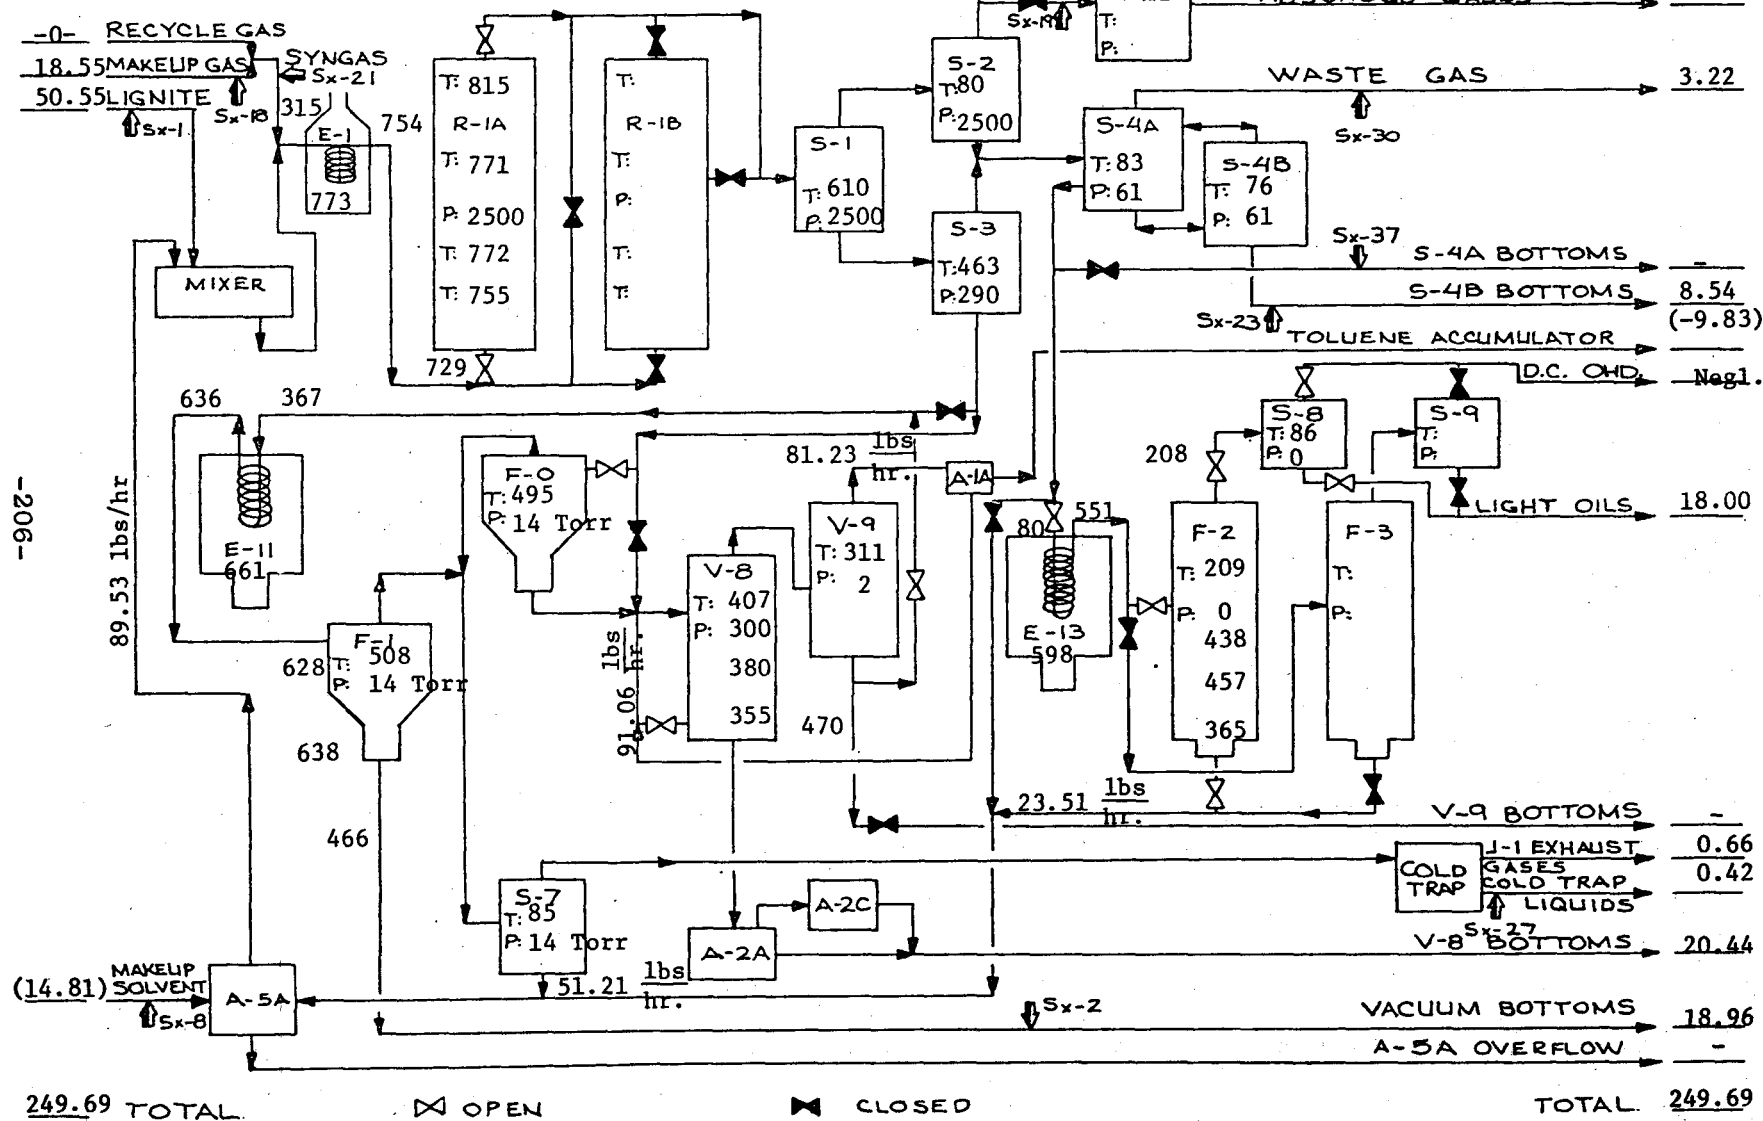 -0- RECYCLE GAS
18.55 MAKEUP GAS
50.55 LIGNITE
SYNGAS
Sx-21
Sx-18
Sx-1
315
E-1
773
754
MIXER
T: 815
R-1A
T: 771
P: 2500
T: 772
T: 755
729
T:
R-1B
T:
P:
T:
T:
S-1
T: 610
P: 2500
S-2
T: 80
P: 2500
S-3
T: 463
P: 290
Sx-19
T:
P:
WASTE GAS 3.22
Sx-30
S-4A
T: 83
P: 61
S-4B
T: 76
P: 61
Sx-37
S-4A BOTTOMS -
S-4B BOTTOMS 8.54
(-9.83)
Sx-23
TOLUENE ACCUMULATOR
D.C. OHD. Negl.
636
367
E-11
661
89.53 lbs/hr
-206-
F-0
T: 495
P: 14 Torr
F-1
628 T: 508
P: 14 Torr
638
466
81.23 lbs
hr.
A-1A
V-9
T: 311
P: 2
V-8
T: 407
P: 300
380
355
91.06 lbs
hr.
470
80
551
E-13
598
208
S-8
T: 86
P: 0
S-9
T:
P:
LIGHT OILS 18.00
F-2
T: 209
P: 0
438
457
365
F-3
T:
P:
23.51 lbs
hr.
V-9 BOTTOMS -
COLD
TRAP
J-1 EXHAUST 0.66
GASES
COLD TRAP 0.42
LIQUIDS
Sx-27
V-8 BOTTOMS 20.44
S-7
T: 85
P: 14 Torr
A-2C
A-2A
51.21 lbs
hr.
(14.81) MAKEUP
SOLVENT
Sx-8
A-5A
Sx-2
VACUUM BOTTOMS 18.96
A-5A OVERFLOW -
249.69 TOTAL
OPEN
CLOSED
TOTAL 249.69